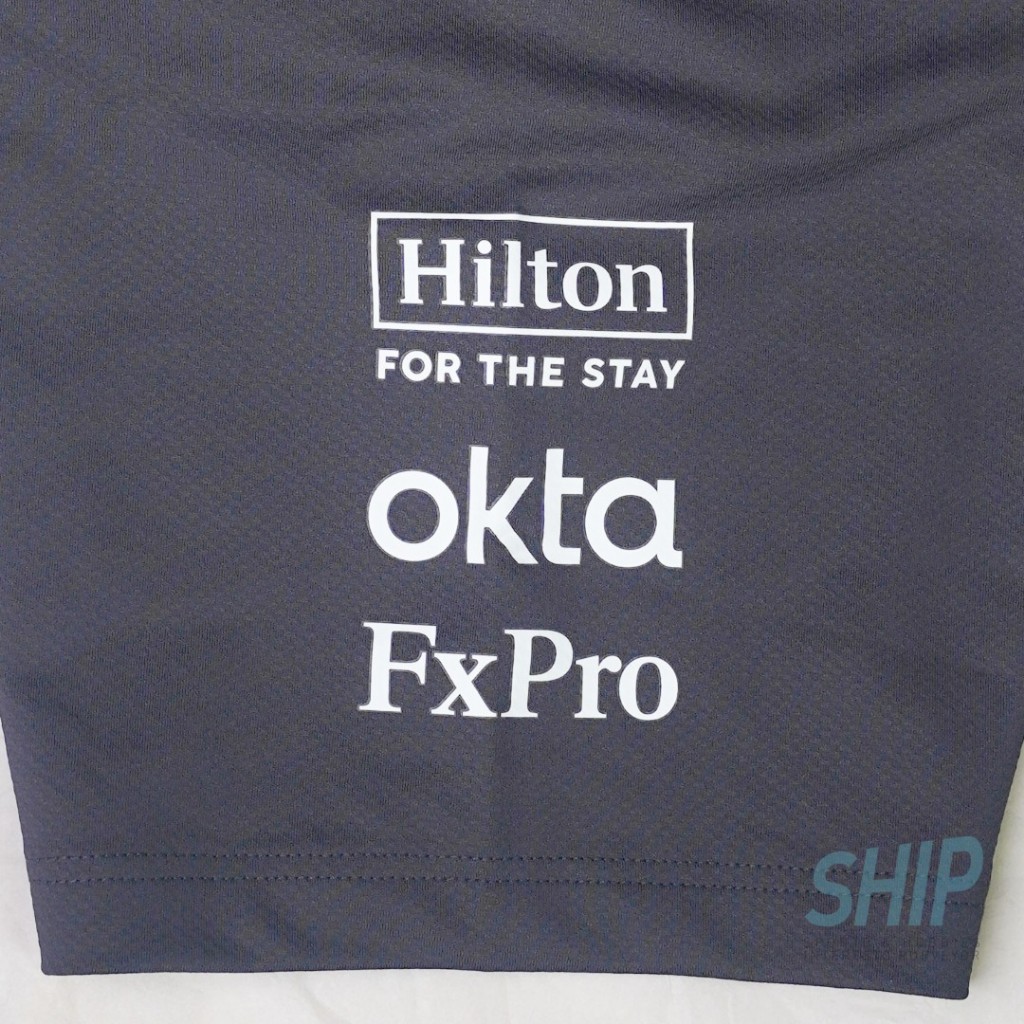 Hilton
FOR THE STAY
okta
FxPro
SHIP